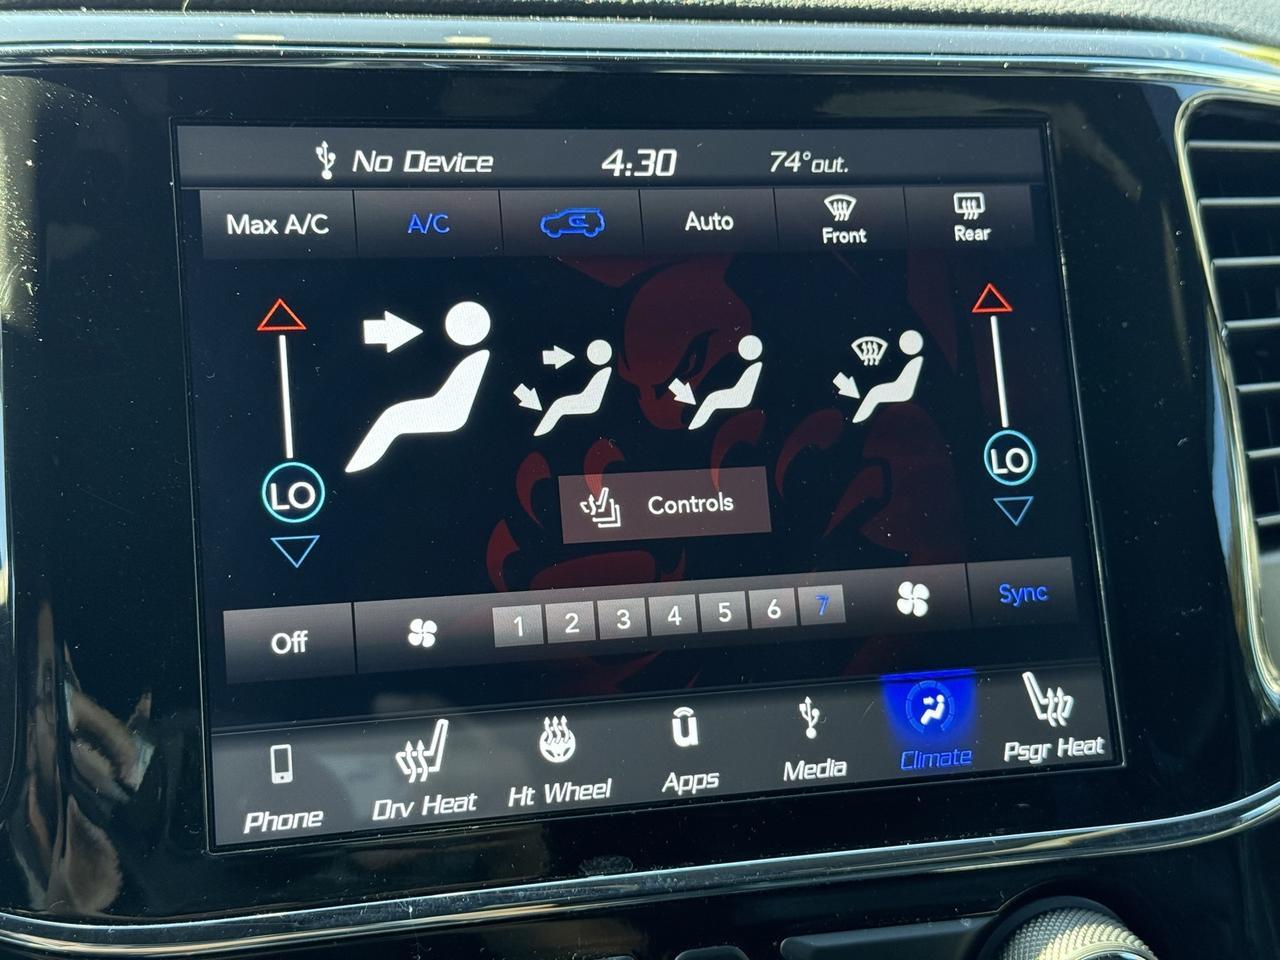 No Device 4:30 74°out.
Max A/C A/C Auto Front Rear
LO LO
Controls
Off 1 2 3 4 5 6 7 Sync
Phone Drv Heat Ht Wheel Apps Media Climate Psgr Heat